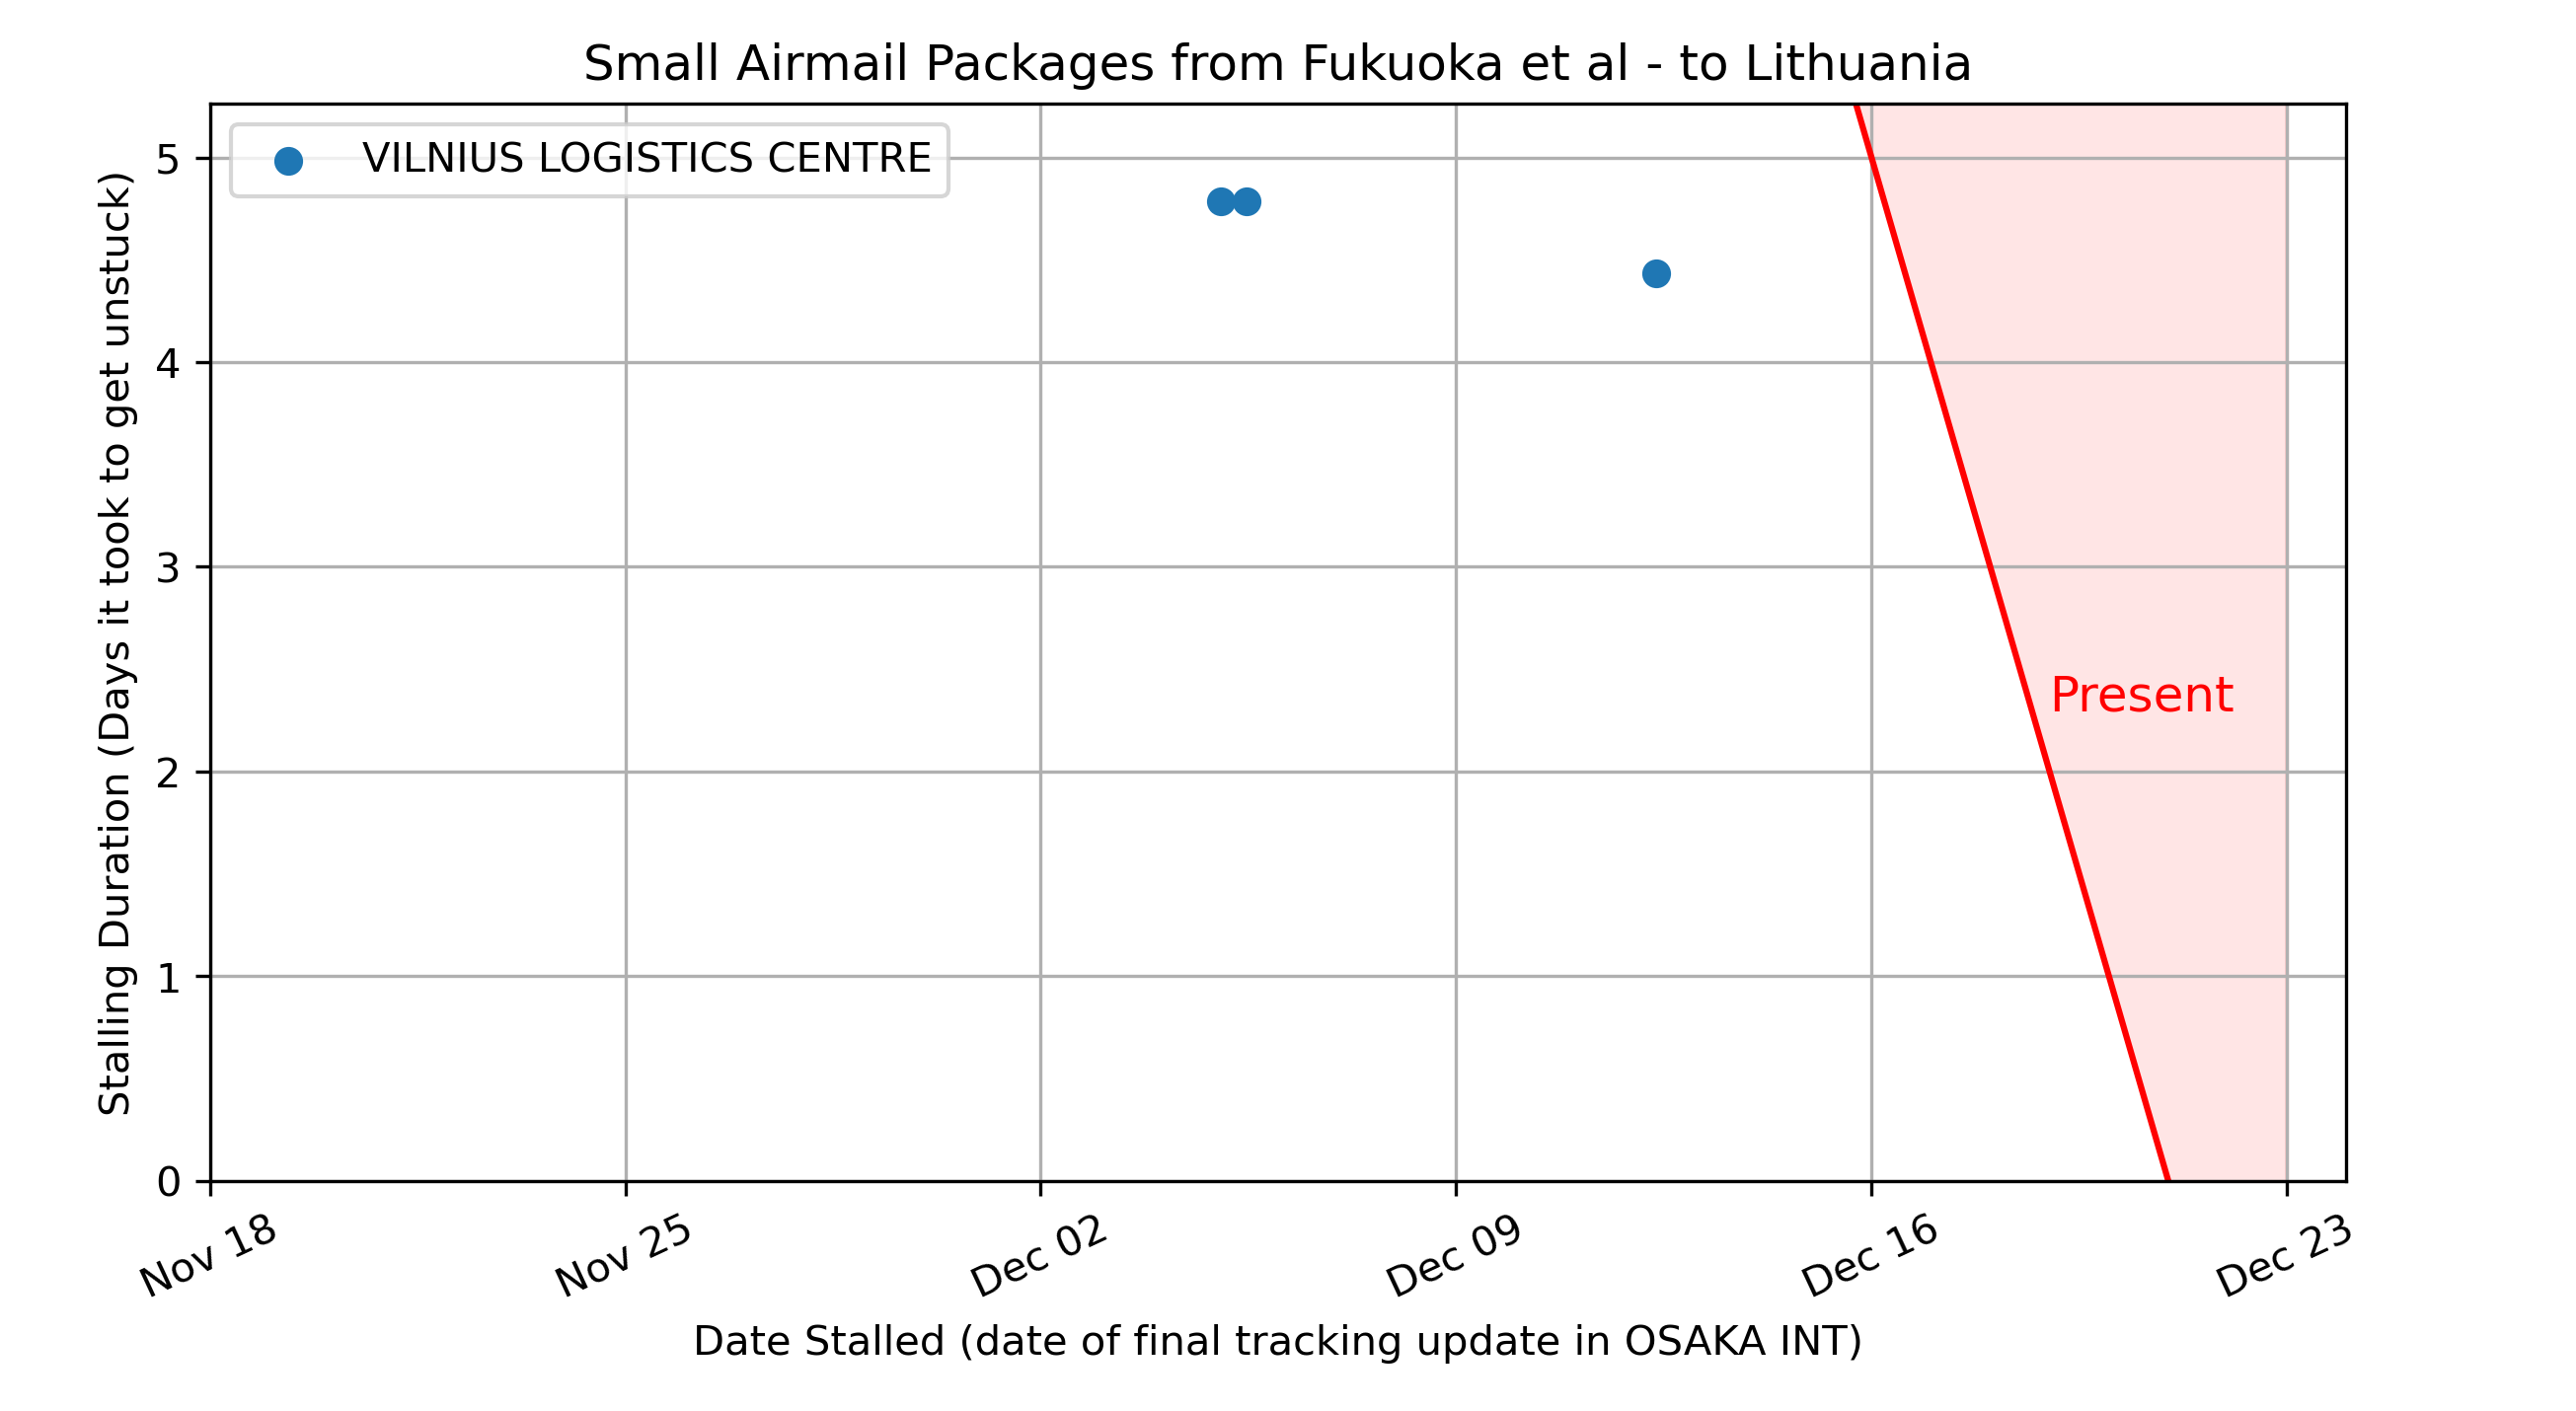 Small Airmail Packages from Fukuoka et al - to Lithuania
VILNIUS LOGISTICS CENTRE
Stalling Duration (Days it took to get unstuck)
5
4
3
2
1
0
Present
Nov 18
Nov 25
Dec 02
Dec 09
Dec 16
Dec 23
Date Stalled (date of final tracking update in OSAKA INT)